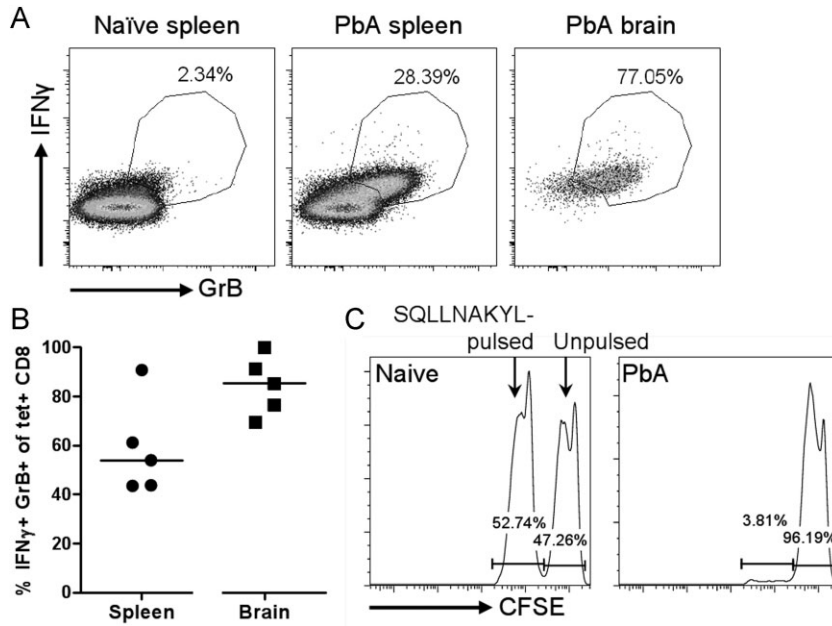 A
Naïve spleen
PbA spleen
PbA brain
2.34%
28.39%
77.05%
IFNγ
GrB
B
% IFNγ+ GrB+ of tet+ CD8
100
80
60
40
20
0
Spleen
Brain
C
SQLLNAKYL-
pulsed
Unpulsed
Naive
PbA
52.74%
47.26%
3.81%
96.19%
CFSE